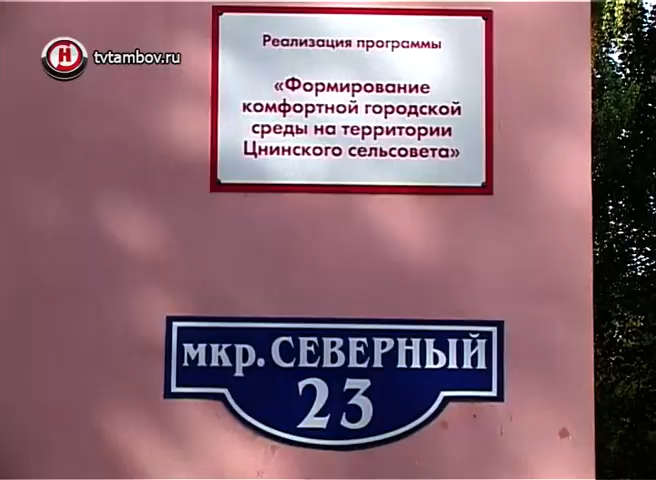 Н
tvtambov.ru
Реализация программы
«Формирование
комфортной городской
среды на территории
Цнинского сельсовета»
мкр. СЕВЕРНЫЙ
23